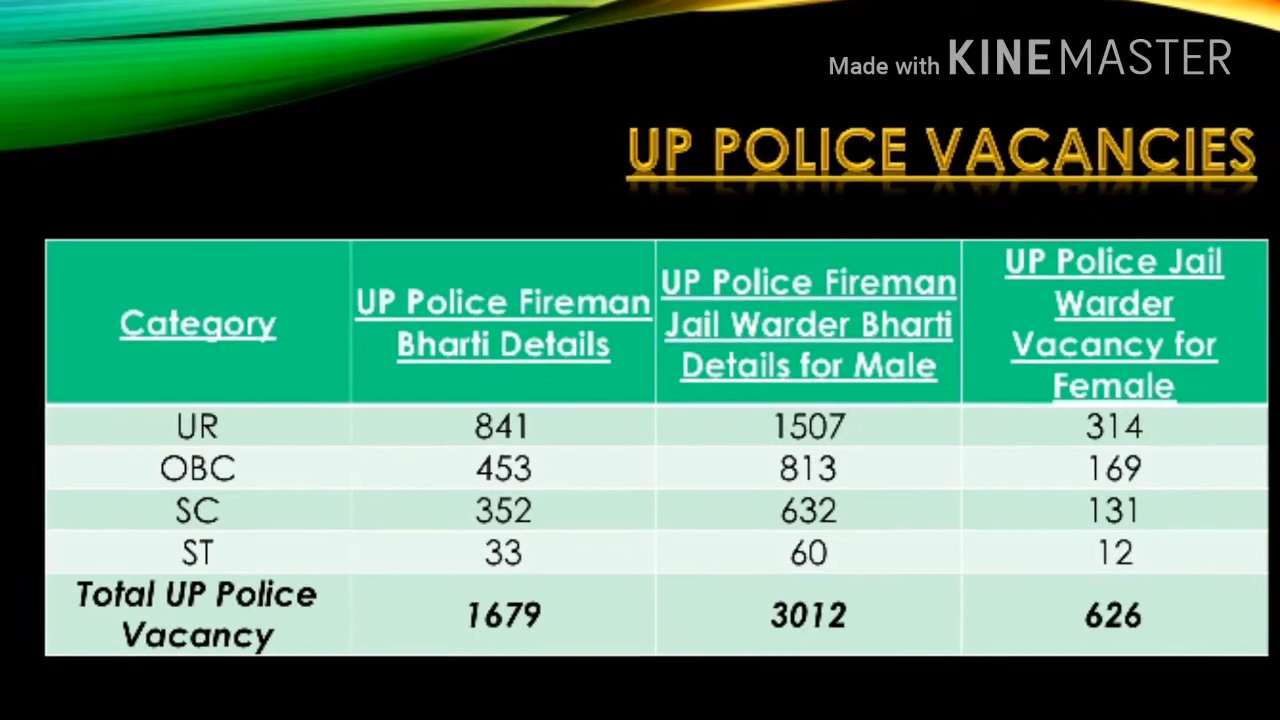 Made with KINEMASTER
UP POLICE VACANCIES
Category
UP Police Fireman
Bharti Details
UP Police Fireman
Jail Warder Bharti
Details for Male
UP Police Jail
Warder
Vacancy for
Female
UR 841 1507 314
OBC 453 813 169
SC 352 632 131
ST 33 60 12
Total UP Police
Vacancy
1679 3012 626